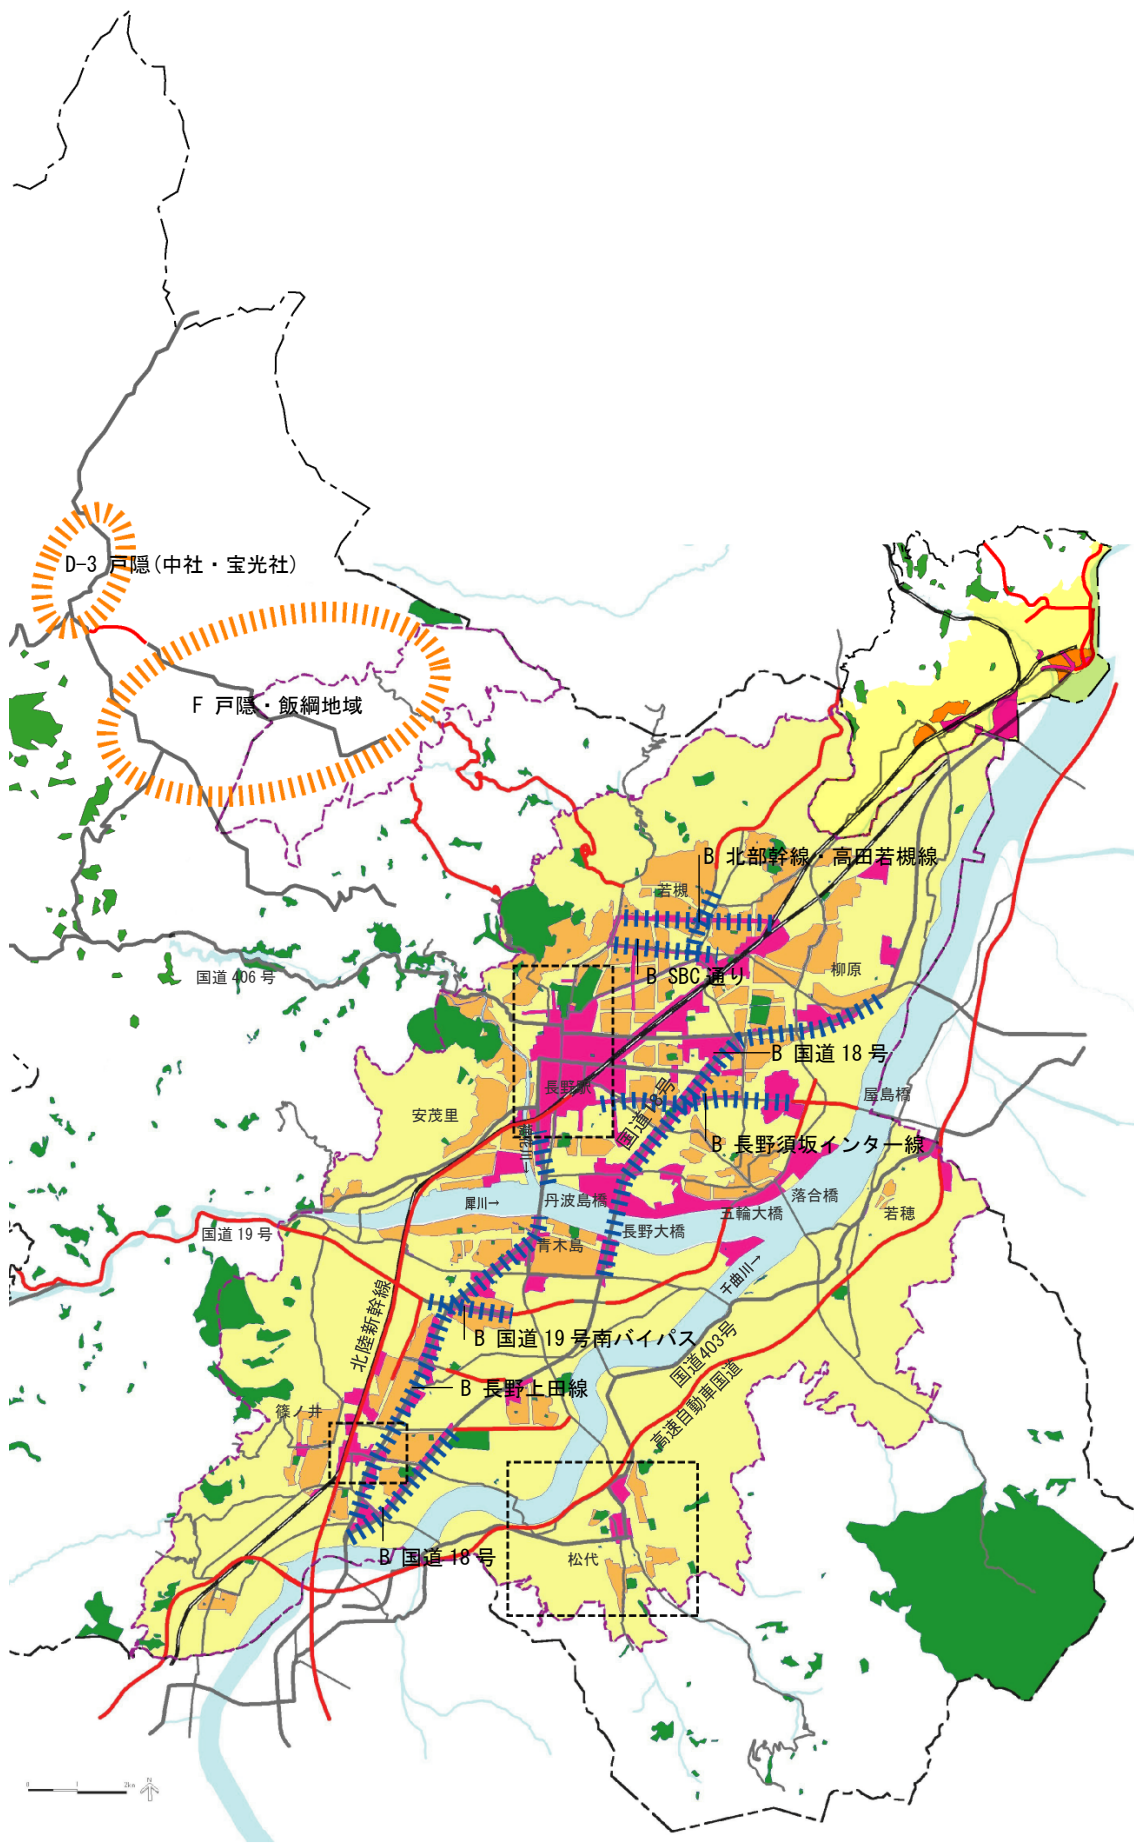 D-3 戸隠(中社・宝光社)
F 戸隠・飯綱地域
B 北部幹線・高田若槻線
若槻
柳原
国道406号
B SBC通り
B 国道18号
長野駅
国道18号
屋島橋
安茂里
B 長野須坂インター線
裾花川→
犀川→
丹波島橋
落合橋
五輪大橋
若穂
国道19号
長野大橋
青木島
千曲川→
北陸新幹線
B 国道19号南バイパス
国道403号
B 長野上田線
高速自動車国道
篠ノ井
B 国道18号
松代
0 1 2km
N